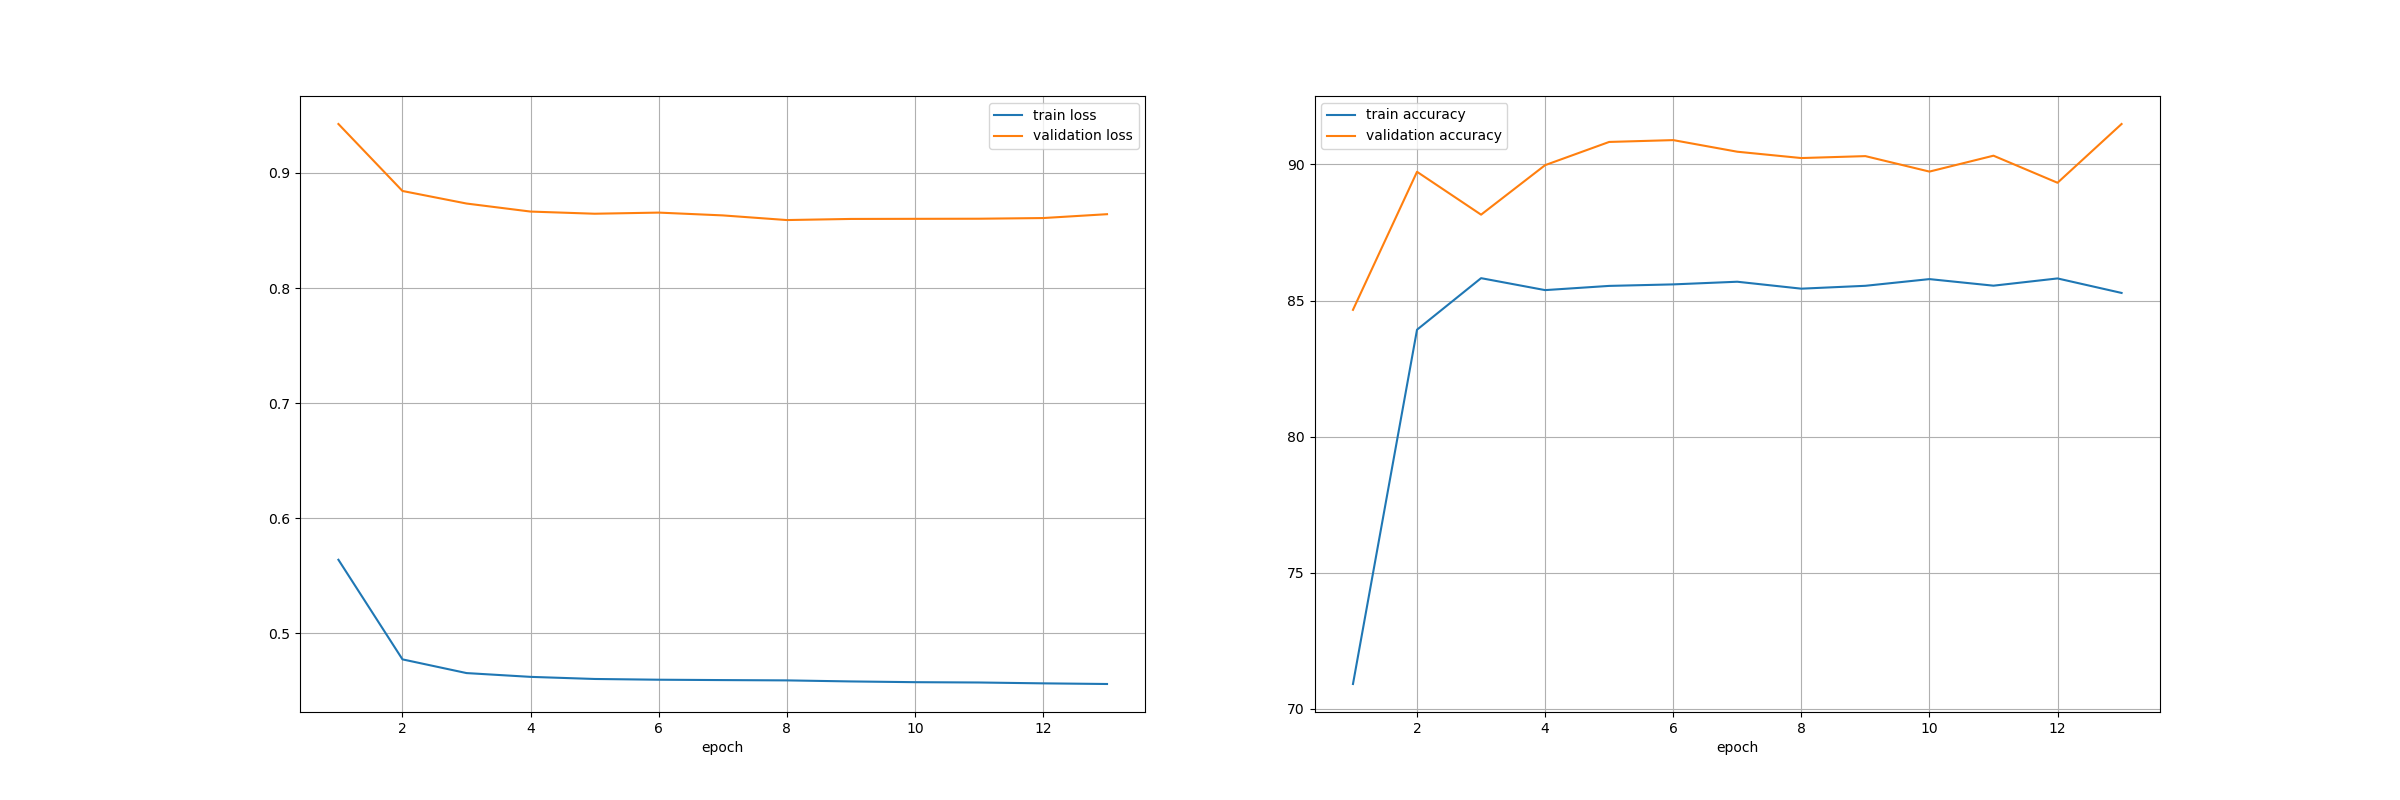 train loss
validation loss
0.9
0.8
0.7
0.6
0.5
2 4 6 8 10 12
epoch
train accuracy
validation accuracy
90
85
80
75
70
2 4 6 8 10 12
epoch